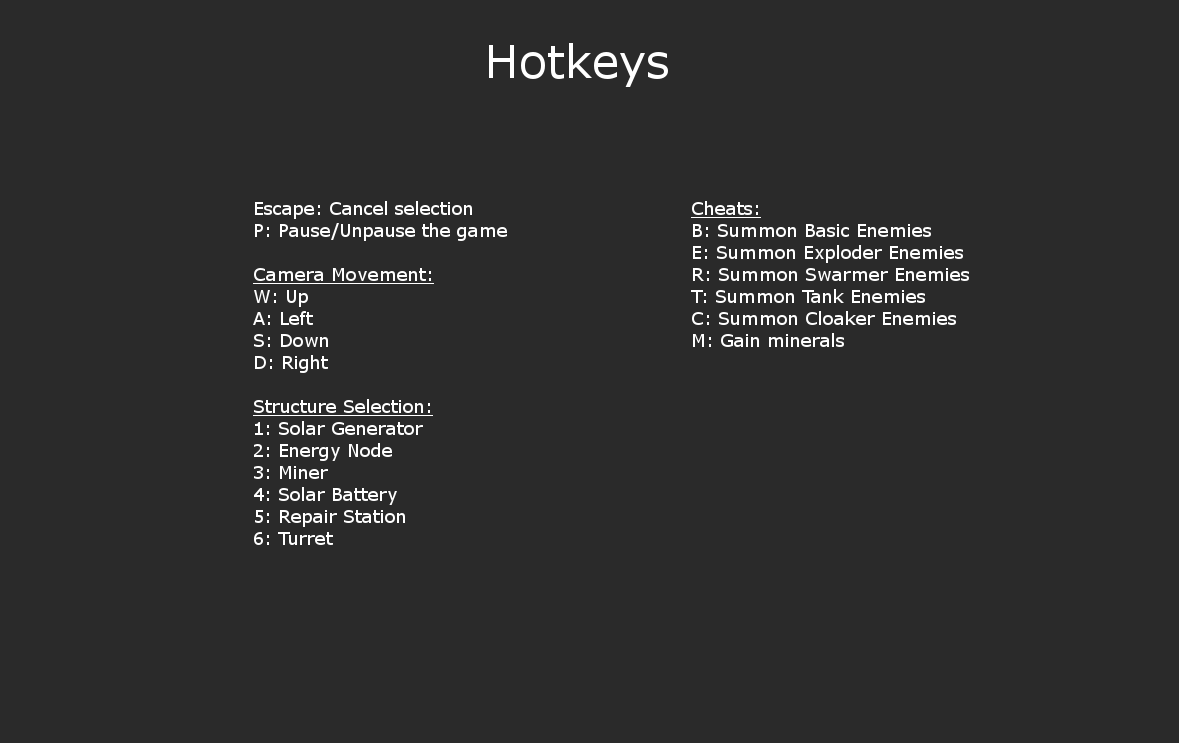 Hotkeys
Escape: Cancel selection
P: Pause/Unpause the game
Camera Movement:
W: Up
A: Left
S: Down
D: Right
Structure Selection:
1: Solar Generator
2: Energy Node
3: Miner
4: Solar Battery
5: Repair Station
6: Turret
Cheats:
B: Summon Basic Enemies
E: Summon Exploder Enemies
R: Summon Swarmer Enemies
T: Summon Tank Enemies
C: Summon Cloaker Enemies
M: Gain minerals